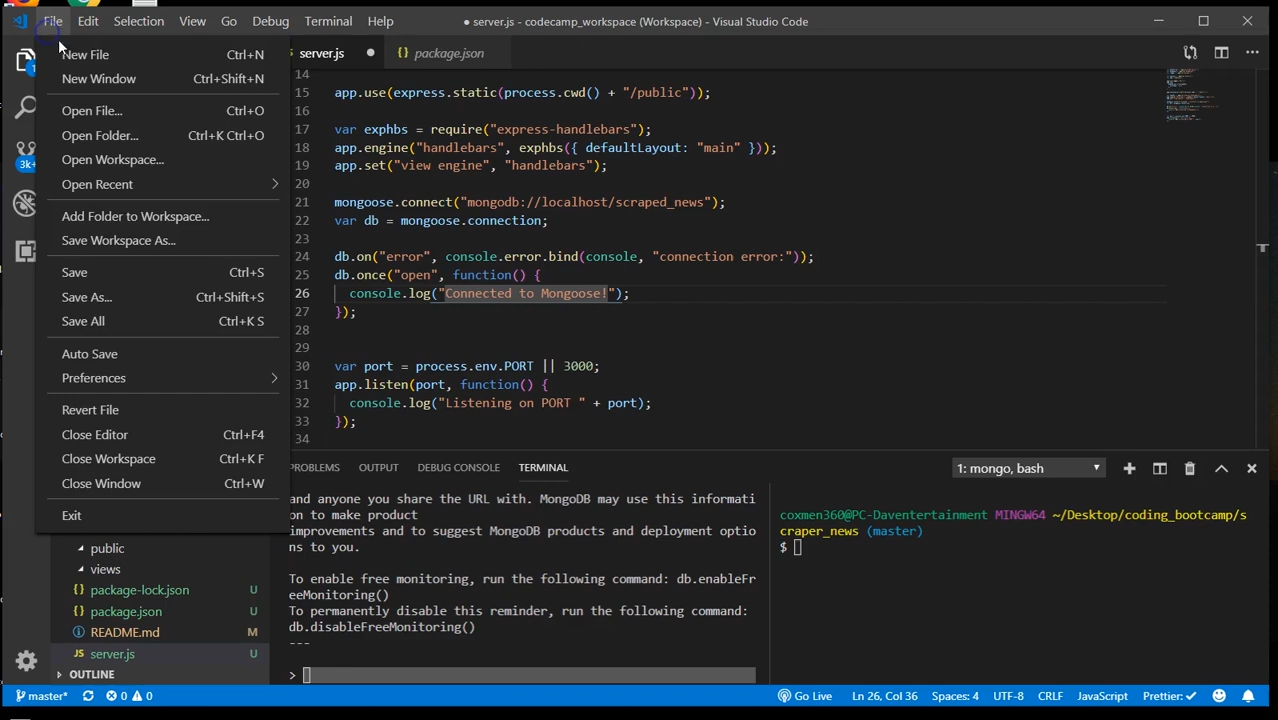 File Edit Selection View Go Debug Terminal Help
● server.js - codecamp_workspace (Workspace) - Visual Studio Code
New File Ctrl+N
New Window Ctrl+Shift+N
Open File... Ctrl+O
Open Folder... Ctrl+K Ctrl+O
Open Workspace...
Open Recent
Add Folder to Workspace...
Save Workspace As...
Save Ctrl+S
Save As... Ctrl+Shift+S
Save All Ctrl+K S
Auto Save
Preferences
Revert File
Close Editor Ctrl+F4
Close Workspace Ctrl+K F
Close Window Ctrl+W
Exit
1
3k+
public
views
{} package-lock.json U
{} package.json U
README.md M
JS server.js U
OUTLINE
server.js ●
{} package.json
14
15 app.use(express.static(process.cwd() + "/public"));
16
17 var exphbs = require("express-handlebars");
18 app.engine("handlebars", exphbs({ defaultLayout: "main" }));
19 app.set("view engine", "handlebars");
20
21 mongoose.connect("mongodb://localhost/scraped_news");
22 var db = mongoose.connection;
23
24 db.on("error", console.error.bind(console, "connection error:"));
25 db.once("open", function() {
26 console.log("Connected to Mongoose!");
27 });
28
29
30 var port = process.env.PORT || 3000;
31 app.listen(port, function() {
32 console.log("Listening on PORT " + port);
33 });
34
PROBLEMS OUTPUT DEBUG CONSOLE TERMINAL
1: mongo, bash
and anyone you share the URL with. MongoDB may use this informati
on to make product
improvements and to suggest MongoDB products and deployment optio
ns to you.
To enable free monitoring, run the following command: db.enableFr
eeMonitoring()
To permanently disable this reminder, run the following command:
db.disableFreeMonitoring()
---
>
coxmen360@PC-Daventertainment MINGW64 ~/Desktop/coding_bootcamp/s
craper_news (master)
$
master* 0 0
Go Live Ln 26, Col 36 Spaces: 4 UTF-8 CRLF JavaScript Prettier: ✓